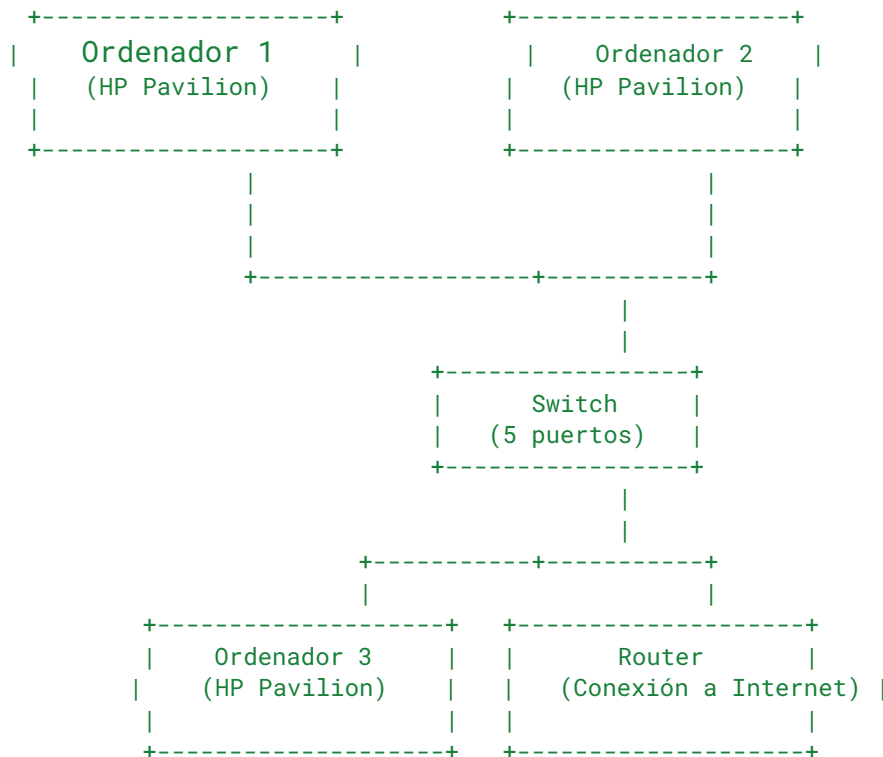 +--------------------+ +-------------------+
| Ordenador 1 | | Ordenador 2 |
| (HP Pavilion) | | (HP Pavilion) |
| | | |
+--------------------+ +-------------------+
| |
| |
| |
+-------------------+-----------+
|
|
+-----------------+
| Switch |
| (5 puertos) |
+-----------------+
|
|
+-----------+-----------+
| |
+--------------------+ +--------------------+
| Ordenador 3 | | Router |
| (HP Pavilion) | | (Conexión a Internet) |
| | | |
+--------------------+ +--------------------+